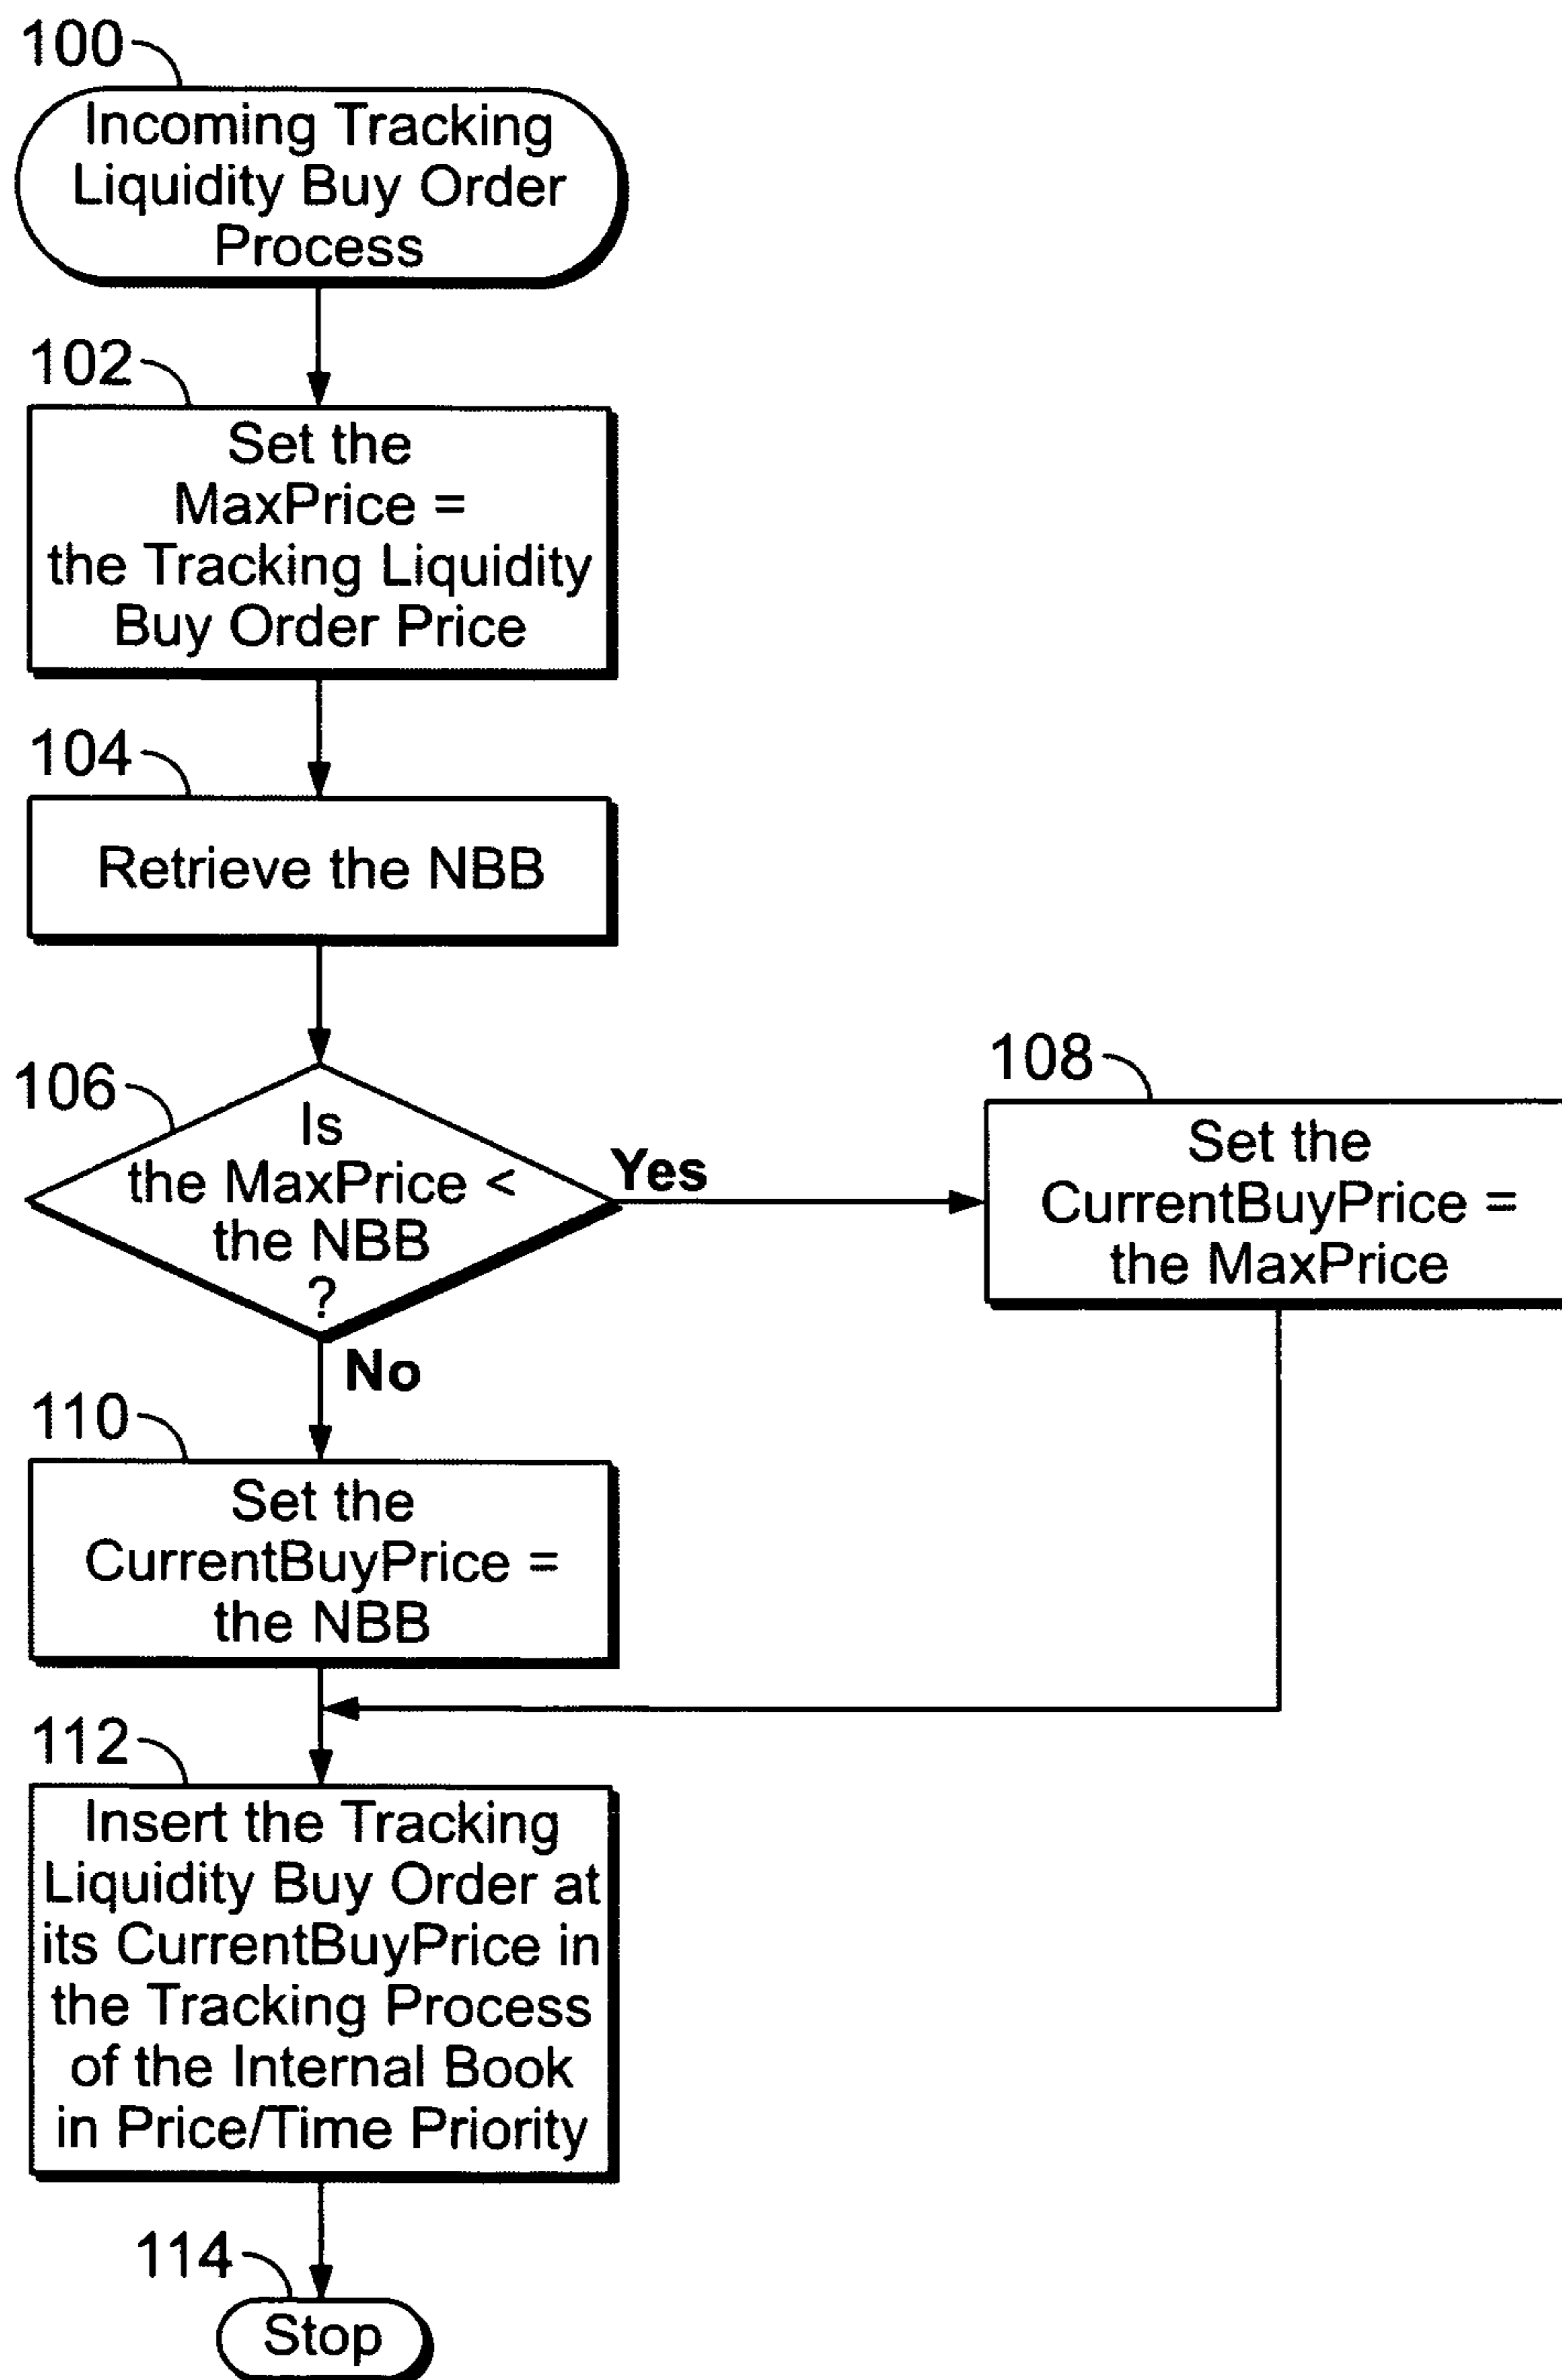 100
Incoming Tracking
Liquidity Buy Order
Process
102
Set the
MaxPrice =
the Tracking Liquidity
Buy Order Price
104
Retrieve the NBB
106
Is
the MaxPrice <
the NBB
?
Yes
108
Set the
CurrentBuyPrice =
the MaxPrice
No
110
Set the
CurrentBuyPrice =
the NBB
112
Insert the Tracking
Liquidity Buy Order at
its CurrentBuyPrice in
the Tracking Process
of the Internal Book
in Price/Time Priority
114
Stop